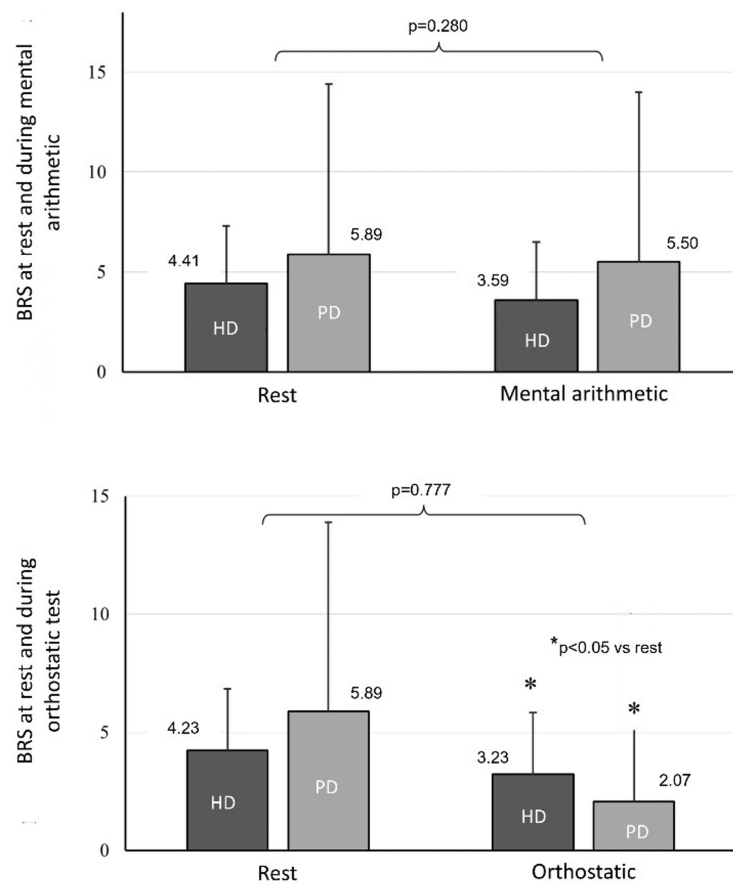 p=0.280
BRS at rest and during mental
arithmetic
15
10
5
0
4.41
5.89
3.59
5.50
HD
PD
HD
PD
Rest
Mental arithmetic
p=0.777
BRS at rest and during
orthostatic test
15
10
5
0
*p<0.05 vs rest
*
*
4.23
5.89
3.23
2.07
HD
PD
HD
PD
Rest
Orthostatic